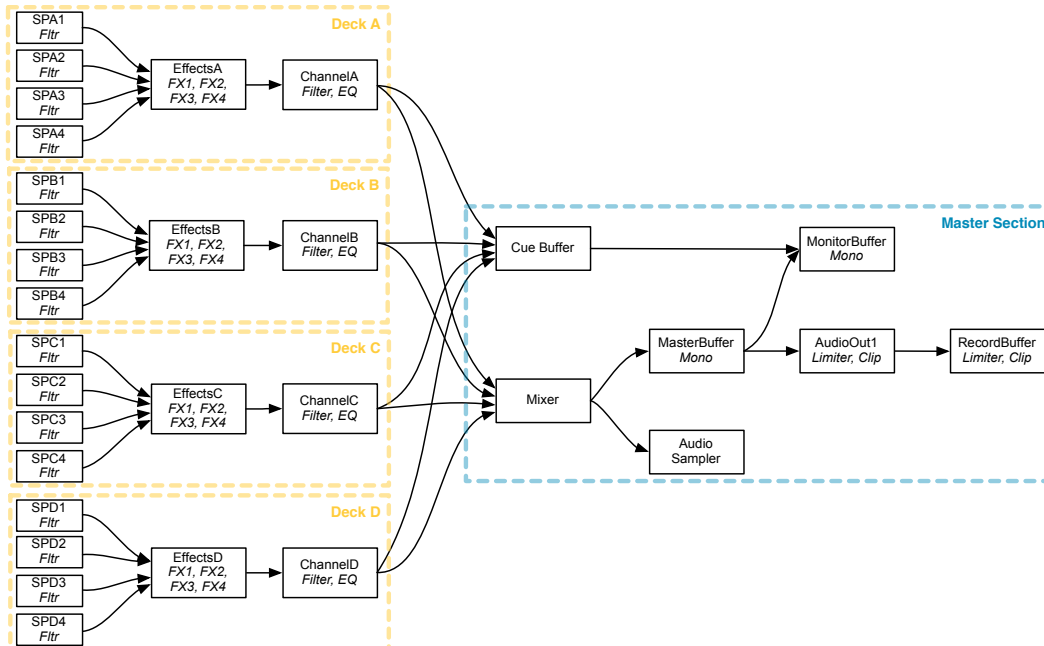 Deck A
SPA1
Fltr
SPA2
Fltr
SPA3
Fltr
SPA4
Fltr
EffectsA
FX1, FX2,
FX3, FX4
ChannelA
Filter, EQ
Deck B
SPB1
Fltr
SPB2
Fltr
SPB3
Fltr
SPB4
Fltr
EffectsB
FX1, FX2,
FX3, FX4
ChannelB
Filter, EQ
Deck C
SPC1
Fltr
SPC2
Fltr
SPC3
Fltr
SPC4
Fltr
EffectsC
FX1, FX2,
FX3, FX4
ChannelC
Filter, EQ
Deck D
SPD1
Fltr
SPD2
Fltr
SPD3
Fltr
SPD4
Fltr
EffectsD
FX1, FX2,
FX3, FX4
ChannelD
Filter, EQ
Master Section
Cue Buffer
MonitorBuffer
Mono
Mixer
MasterBuffer
Mono
AudioOut1
Limiter, Clip
RecordBuffer
Limiter, Clip
Audio
Sampler